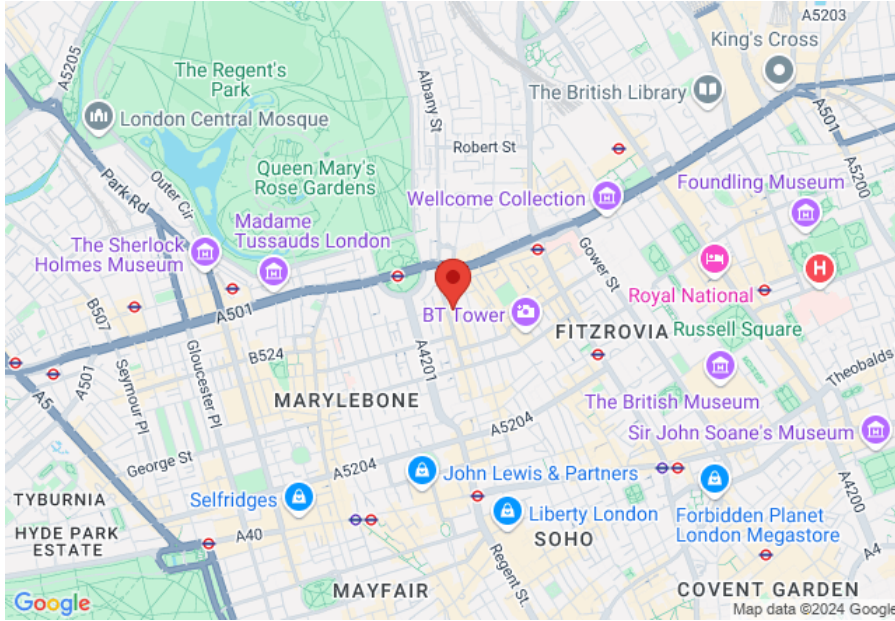 A5203
King's Cross
A5205
The Regent's
Park
The British Library
London Central Mosque
Albany St
A501
Robert St
A5200
Queen Mary's
Rose Gardens
Outer Cir
Park Rd
Wellcome Collection
Foundling Museum
Madame
Tussauds London
The Sherlock
Holmes Museum
Gower St
H
Royal National
B507
A501
BT Tower
FITZROVIA
Russell Square
B524
Gloucester Pl
A4201
A501
Seymour Pl
A5
Theobalds
MARYLEBONE
The British Museum
A5204
Sir John Soane's Museum
George St
A5204
John Lewis & Partners
TYBURNIA
Selfridges
A4200
Liberty London
Forbidden Planet
London Megastore
HYDE PARK
ESTATE
A40
SOHO
Regent St.
A4
MAYFAIR
COVENT GARDEN
Google
Map data ©2024 Google